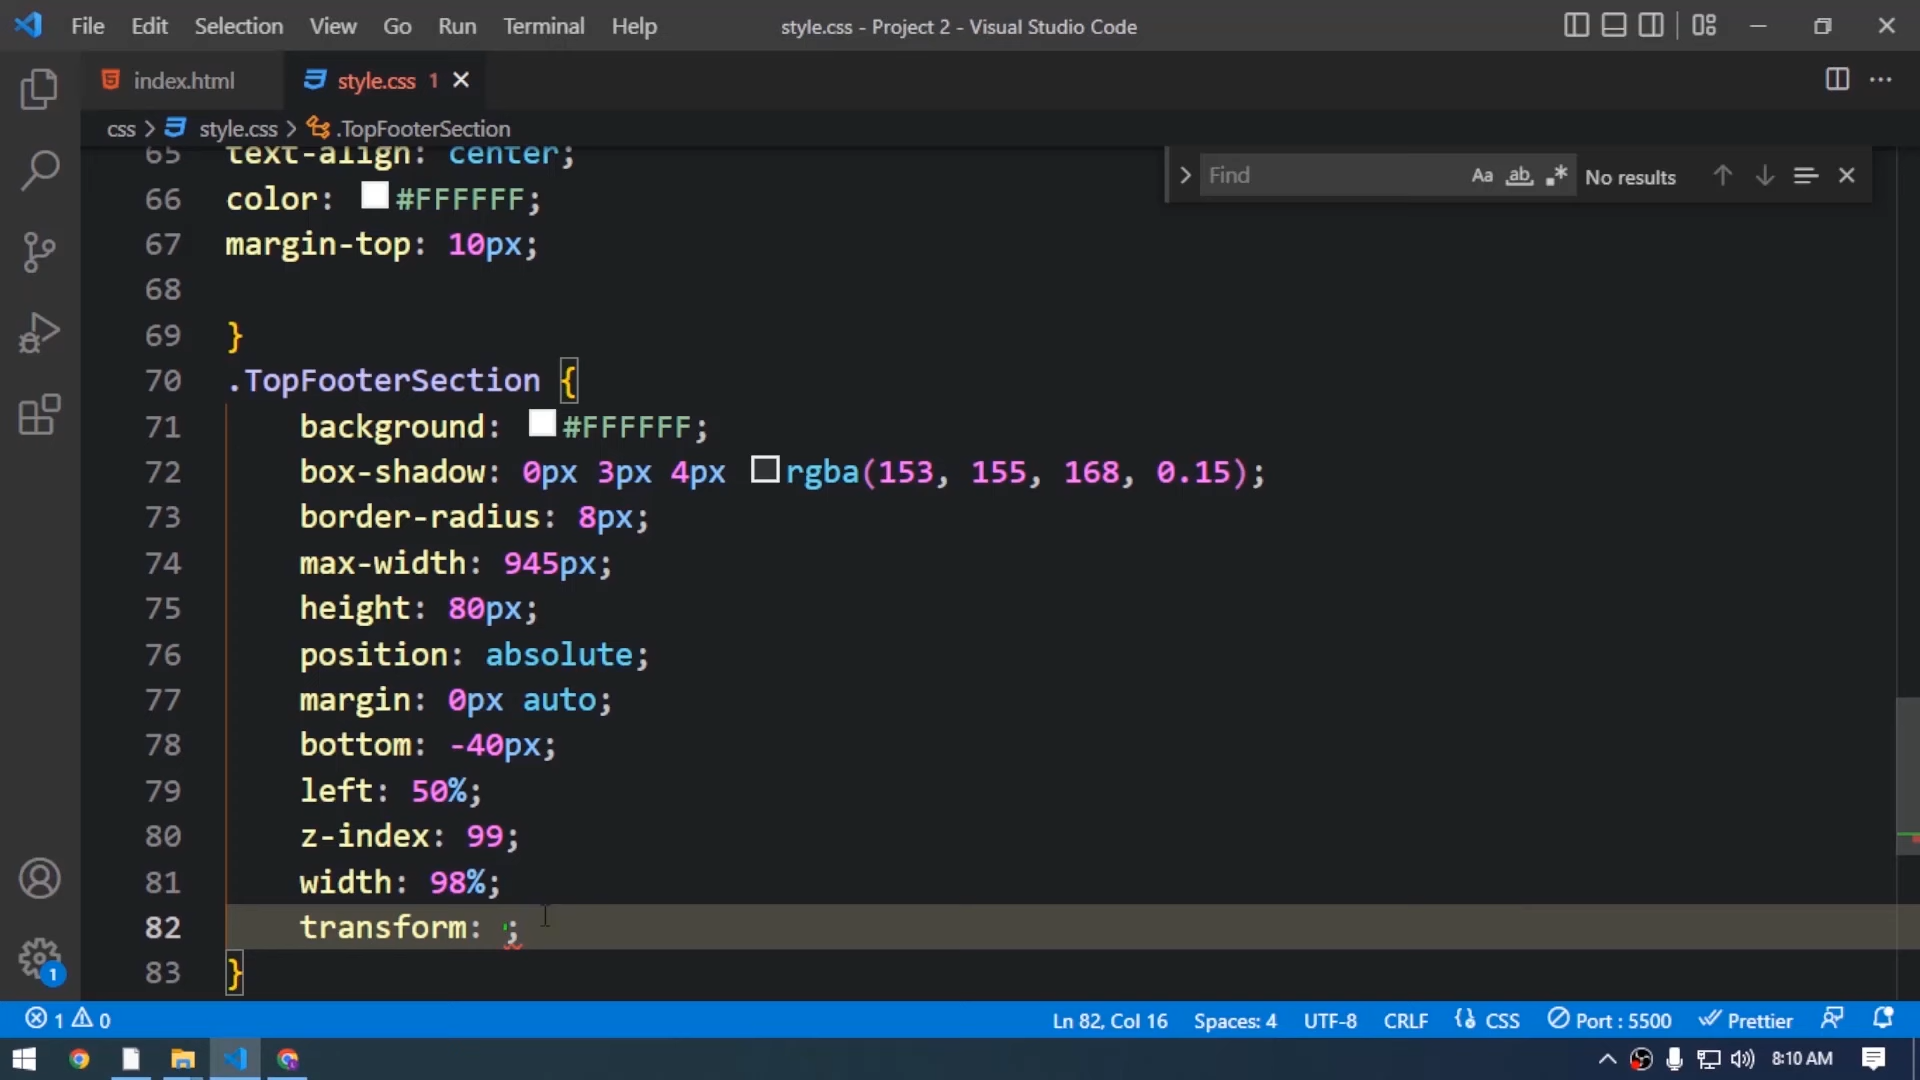 File Edit Selection View Go Run Terminal Help style.css - Project 2 - Visual Studio Code
index.html style.css 1
css > style.css > .TopFooterSection
Find Aa ab .* No results
65 text-align: center;
66 color: #FFFFFF;
67 margin-top: 10px;
68
69 }
70 .TopFooterSection {
71 background: #FFFFFF;
72 box-shadow: 0px 3px 4px rgba(153, 155, 168, 0.15);
73 border-radius: 8px;
74 max-width: 945px;
75 height: 80px;
76 position: absolute;
77 margin: 0px auto;
78 bottom: -40px;
79 left: 50%;
80 z-index: 99;
81 width: 98%;
82 transform: ;
83 }
1
1 0 Ln 82, Col 16 Spaces: 4 UTF-8 CRLF CSS Port : 5500 Prettier
8:10 AM